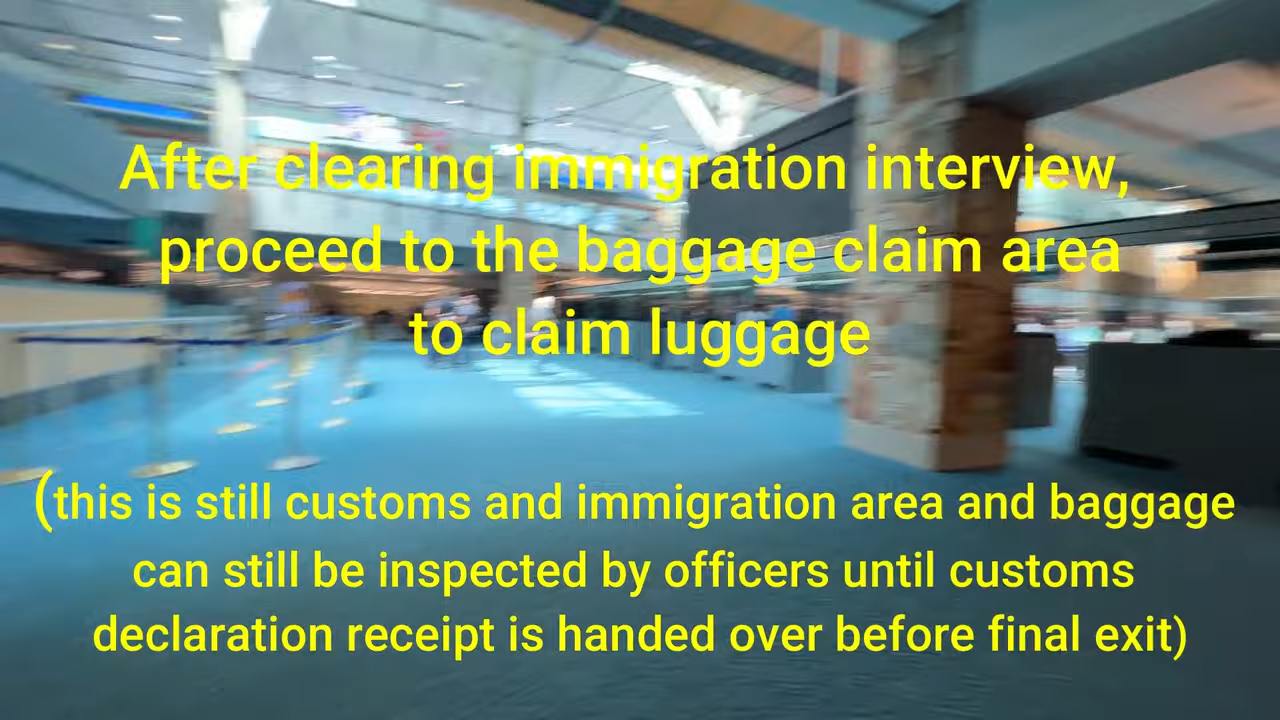 After clearing immigration interview,
proceed to the baggage claim area
to claim luggage
(this is still customs and immigration area and baggage
can still be inspected by officers until customs
declaration receipt is handed over before final exit)